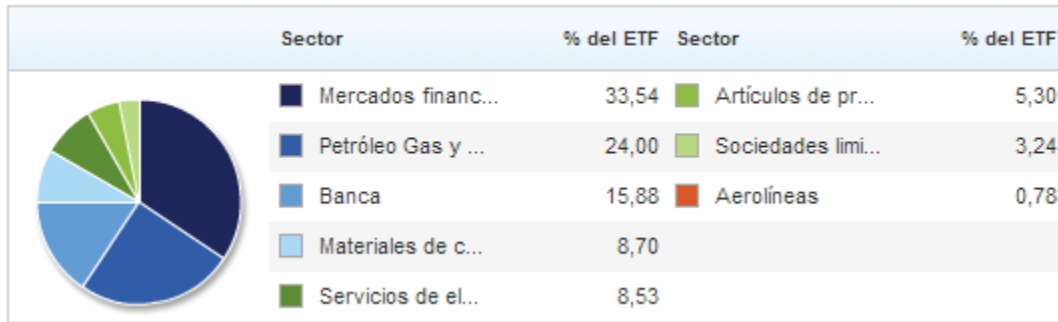 Sector % del ETF Sector % del ETF
Mercados financ... 33,54 Artículos de pr... 5,30
Petróleo Gas y ... 24,00 Sociedades limi... 3,24
Banca 15,88 Aerolíneas 0,78
Materiales de c... 8,70
Servicios de el... 8,53